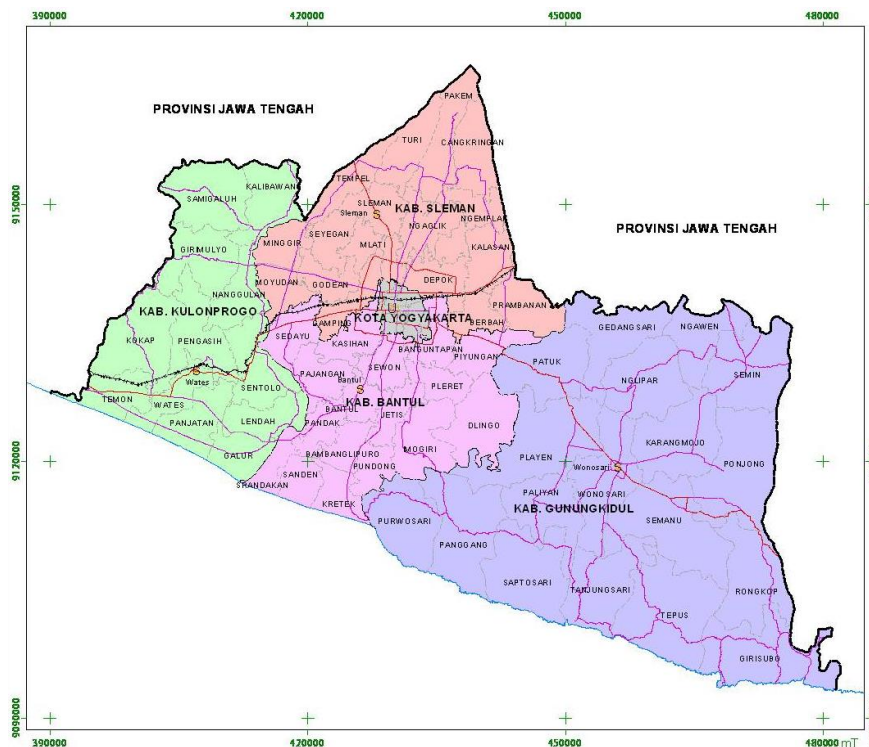 390000
420000
450000
480000
PAKEM
PROVINSI JAWA TENGAH
TURI
CANGKRINGAN
TEMPEL
KALIBAWANG
SAMIGALUH
SLEMAN
9150000
9150000
Sleman
S
KAB. SLEMAN
NGEMPLAK
NGAGLIK
PROVINSI JAWA TENGAH
SEYEGAN
MINGGIR
MLATI
KALASAN
GIRIMULYO
DEPOK
MOYUDAN
GODEAN
NANGGULAN
PRAMBANAN
KAB. KULONPROGO
KOTA YOGYAKARTA
GAMPING
BERBAH
GEDANGSARI
NGAWEN
SEDAYU
KASIHAN
KOKAP
PENGASIH
BANGUNTAPAN
PIYUNGAN
PATUK
SEWON
PAJANGAN
S
Wates
NGLIPAR
SEMIN
Bantul
S
PLERET
SENTOLO
TEMON
WATES
KAB. BANTUL
BANTUL
JETIS
PANJATAN
LENDAH
PANDAK
DLINGO
KARANGMOJO
MOGIRI
GALUR
BAMBANGLIPURO
PLAYEN
9120000
9120000
PONJONG
PUNDONG
Wonosari
S
SANDEN
SRANDAKAN
PALIYAN
WONOSARI
KRETEK
KAB. GUNUNGKIDUL
PURWOSARI
SEMANU
PANGGANG
SAPTOSARI
TANJUNGSARI
RONGKOP
TEPUS
GIRISUBO
9090000
9090000
390000
420000
450000
480000 mT